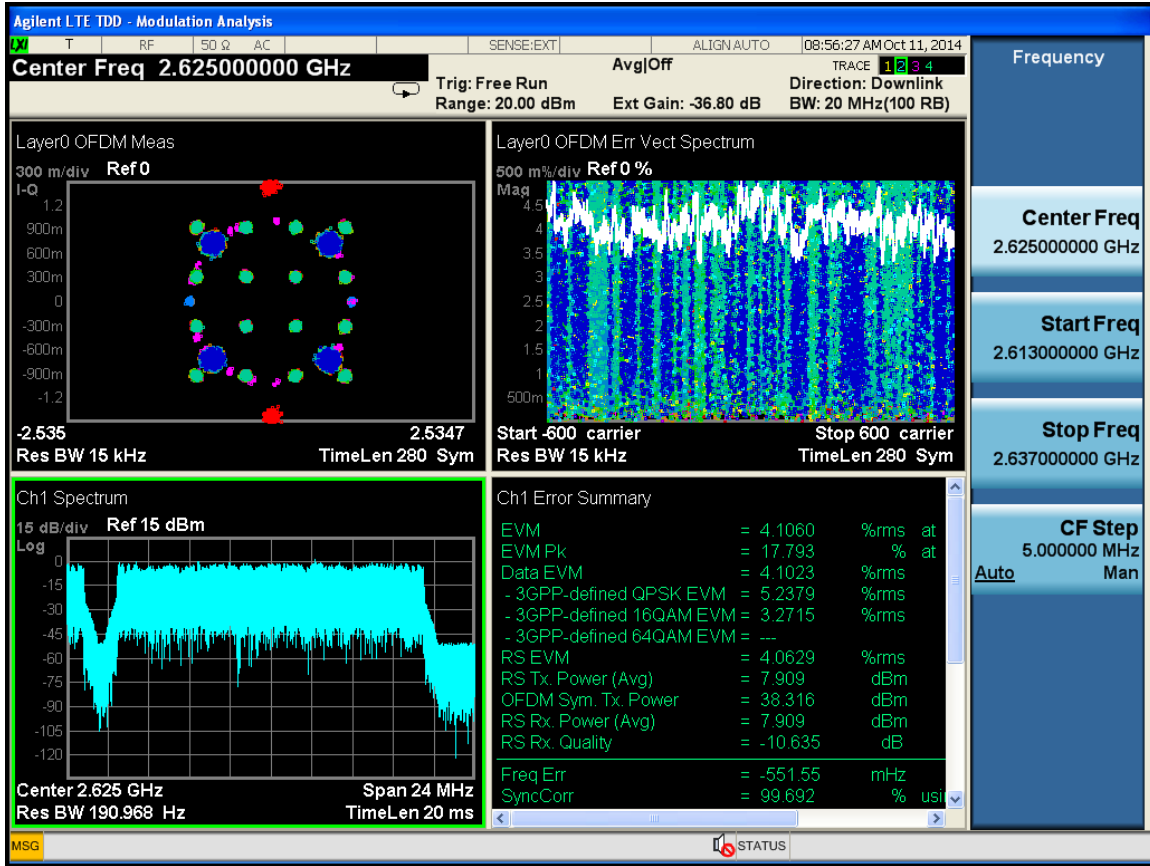 Agilent LTE TDD - Modulation Analysis
LXI T RF 50 Ω AC SENSE:EXT ALIGN AUTO 08:56:27 AM Oct 11, 2014
Center Freq 2.625000000 GHz
Avg|Off
TRACE 1 2 3 4
Trig: Free Run
Direction: Downlink
Range: 20.00 dBm
Ext Gain: -36.80 dB
BW: 20 MHz(100 RB)
Layer0 OFDM Meas
300 m/div Ref 0
I-Q
1.2
900m
600m
300m
0
-300m
-600m
-900m
-1.2
-2.535 2.5347
Res BW 15 kHz TimeLen 280 Sym
Layer0 OFDM Err Vect Spectrum
500 m%/div Ref 0 %
Mag
4.5
4
3.5
3
2.5
2
1.5
1
500m
Start -600 carrier Stop 600 carrier
Res BW 15 kHz TimeLen 280 Sym
Ch1 Spectrum
15 dB/div Ref 15 dBm
Log
0
-15
-30
-45
-60
-75
-90
-105
-120
Center 2.625 GHz Span 24 MHz
Res BW 190.968 Hz TimeLen 20 ms
Ch1 Error Summary
EVM = 4.1060 %rms at
EVM Pk = 17.793 % at
Data EVM = 4.1023 %rms
- 3GPP-defined QPSK EVM = 5.2379 %rms
- 3GPP-defined 16QAM EVM = 3.2715 %rms
- 3GPP-defined 64QAM EVM = ---
RS EVM = 4.0629 %rms
RS Tx. Power (Avg) = 7.909 dBm
OFDM Sym. Tx. Power = 38.316 dBm
RS Rx. Power (Avg) = 7.909 dBm
RS Rx. Quality = -10.635 dB
Freq Err = -551.55 mHz
SyncCorr = 99.692 % usi
Frequency
Center Freq
2.625000000 GHz
Start Freq
2.613000000 GHz
Stop Freq
2.637000000 GHz
CF Step
5.000000 MHz
Auto Man
MSG STATUS